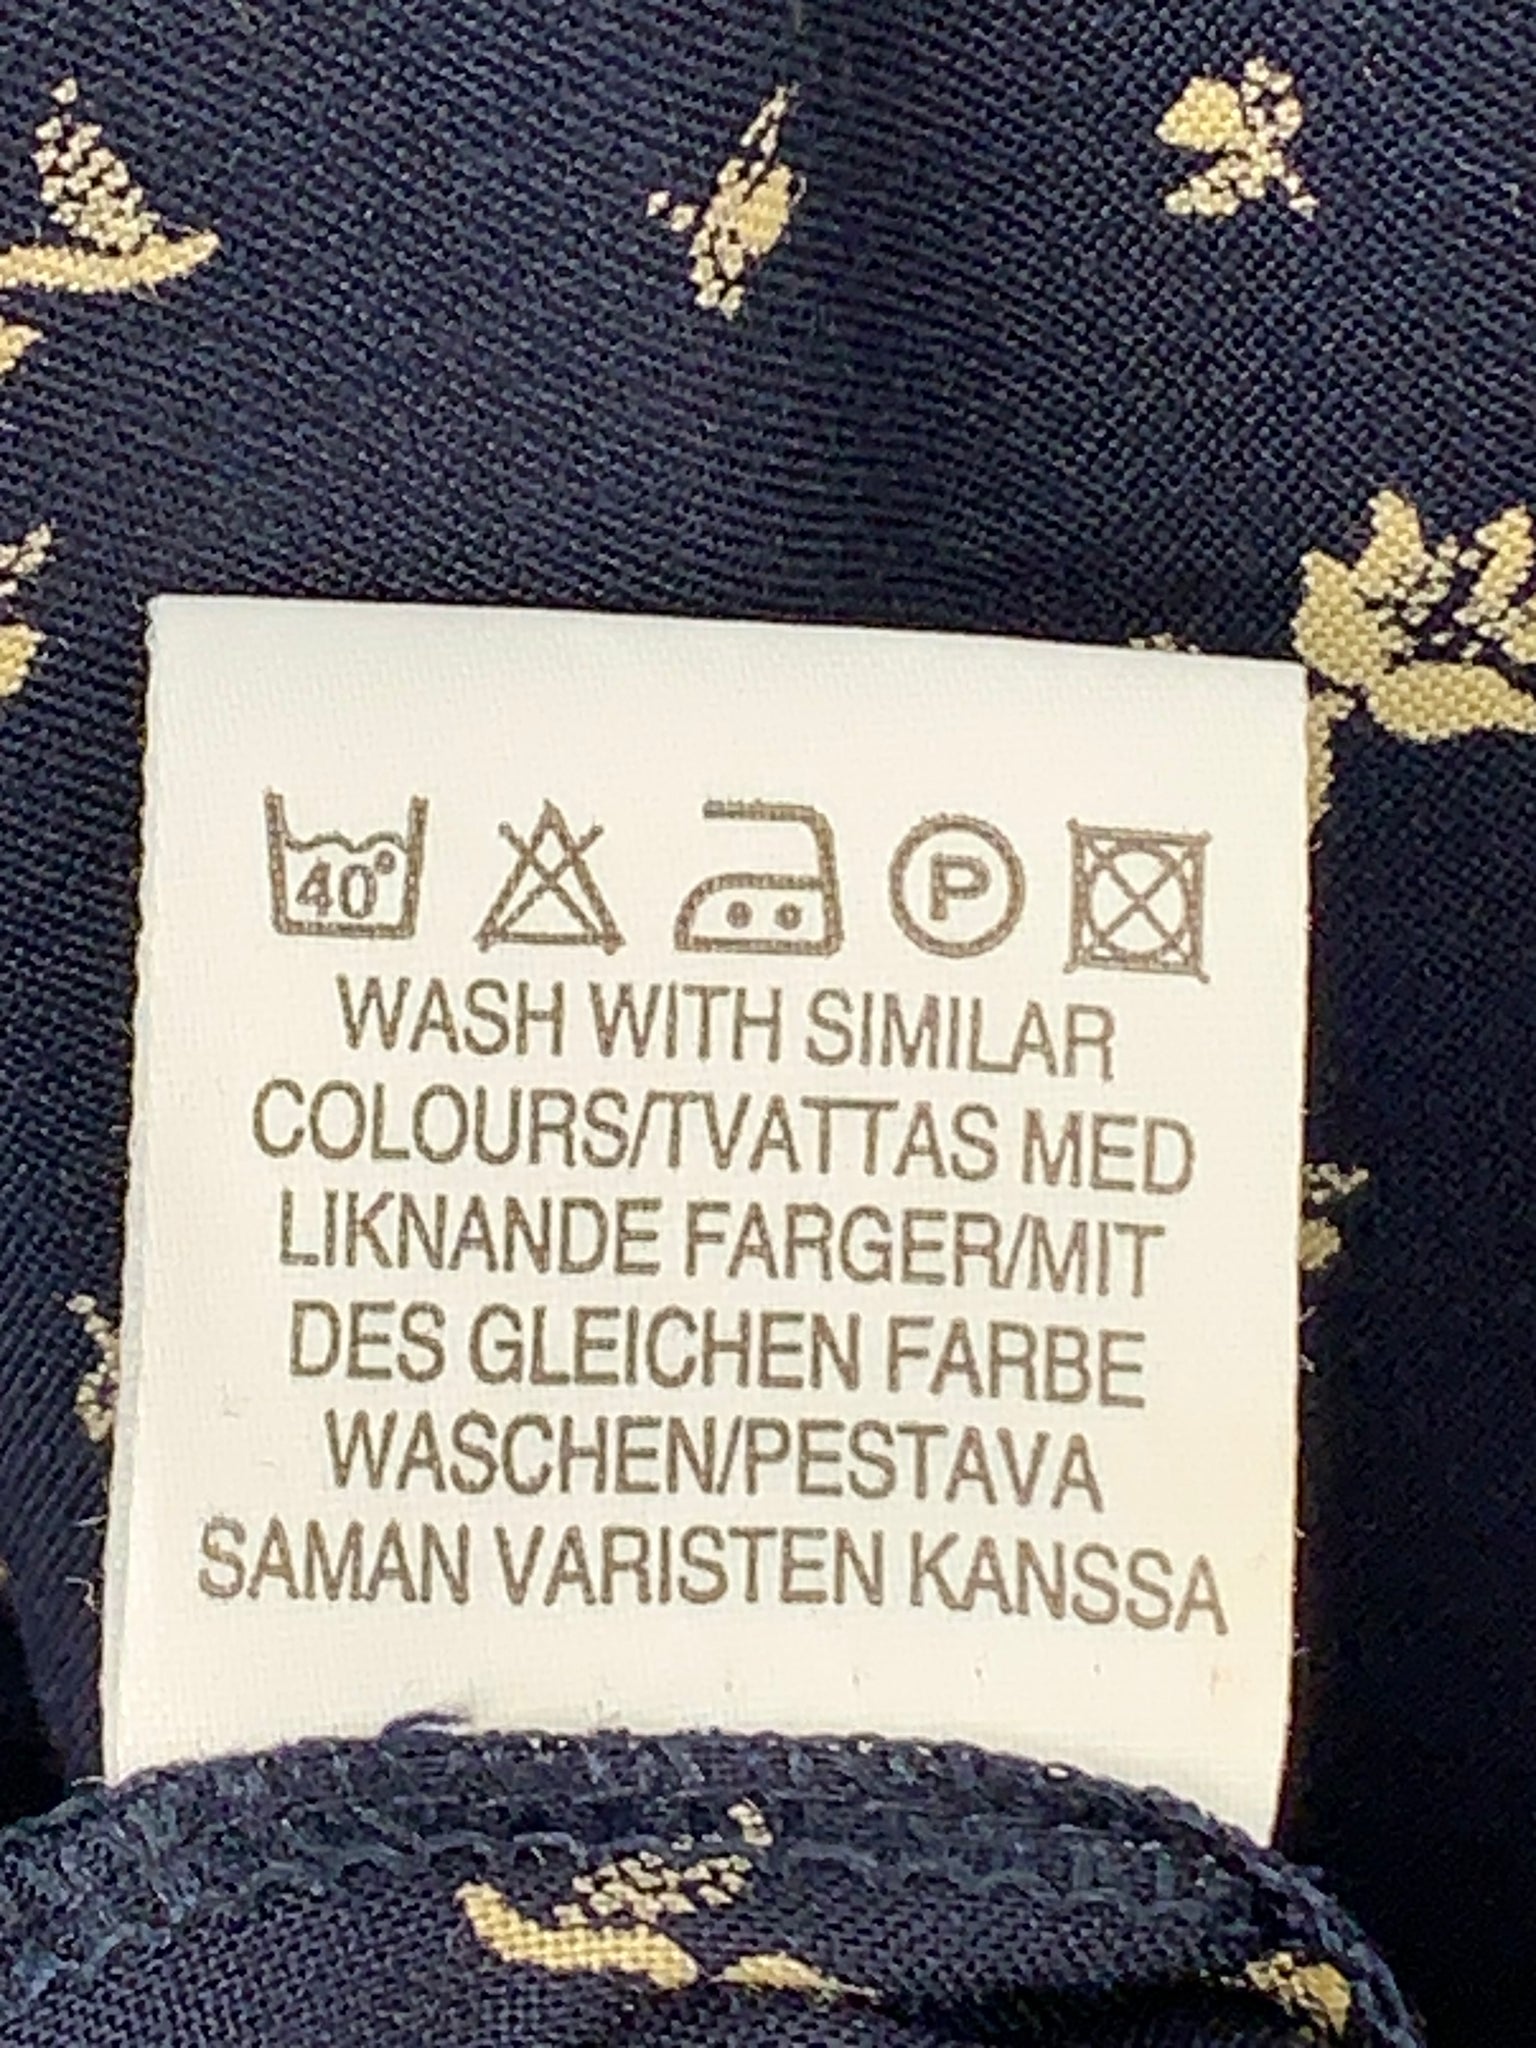 40°
P
WASH WITH SIMILAR
COLOURS/TVATTAS MED
LIKNANDE FARGER/MIT
DES GLEICHEN FARBE
WASCHEN/PESTAVA
SAMAN VARISTEN KANSSA